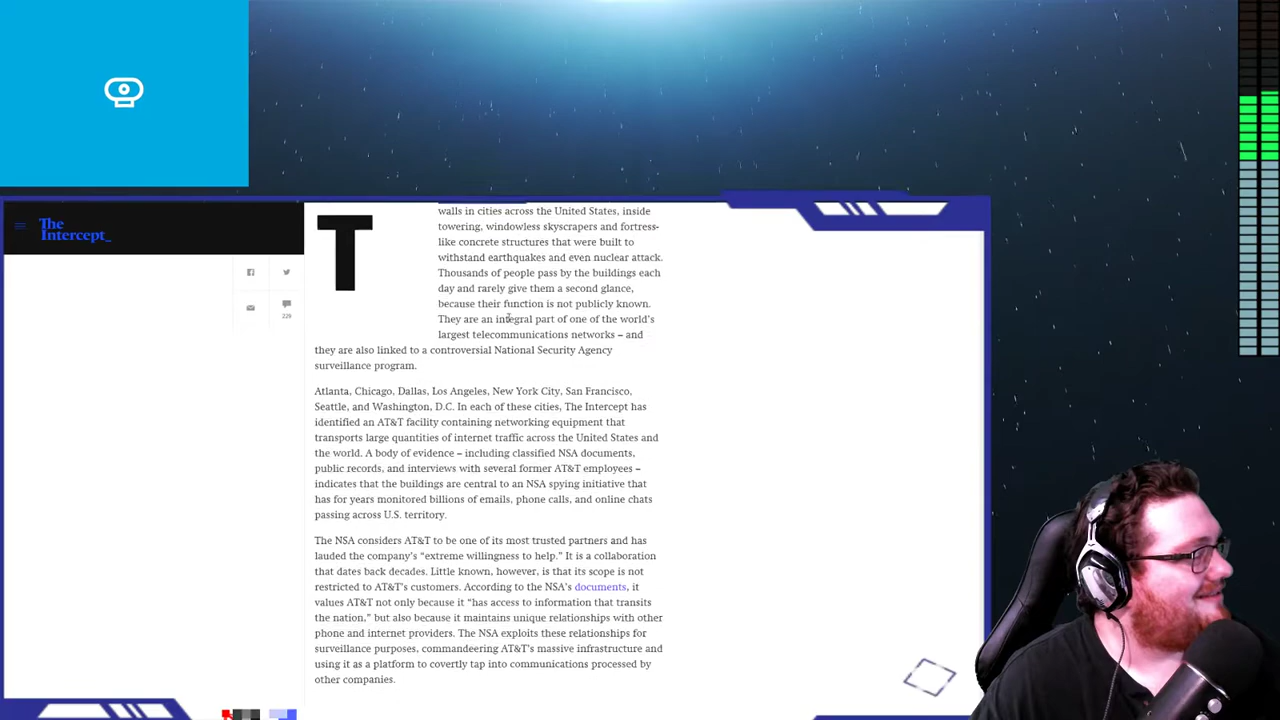 The
Intercept_
226
T
walls in cities across the United States, inside
towering, windowless skyscrapers and fortress-
like concrete structures that were built to
withstand earthquakes and even nuclear attack.
Thousands of people pass by the buildings each
day and rarely give them a second glance,
because their function is not publicly known.
They are an integral part of one of the world’s
largest telecommunications networks – and
they are also linked to a controversial National Security Agency
surveillance program.
Atlanta, Chicago, Dallas, Los Angeles, New York City, San Francisco,
Seattle, and Washington, D.C. In each of these cities, The Intercept has
identified an AT&T facility containing networking equipment that
transports large quantities of internet traffic across the United States and
the world. A body of evidence – including classified NSA documents,
public records, and interviews with several former AT&T employees –
indicates that the buildings are central to an NSA spying initiative that
has for years monitored billions of emails, phone calls, and online chats
passing across U.S. territory.
The NSA considers AT&T to be one of its most trusted partners and has
lauded the company’s “extreme willingness to help.” It is a collaboration
that dates back decades. Little known, however, is that its scope is not
restricted to AT&T’s customers. According to the NSA’s documents, it
values AT&T not only because it “has access to information that transits
the nation,” but also because it maintains unique relationships with other
phone and internet providers. The NSA exploits these relationships for
surveillance purposes, commandeering AT&T’s massive infrastructure and
using it as a platform to covertly tap into communications processed by
other companies.